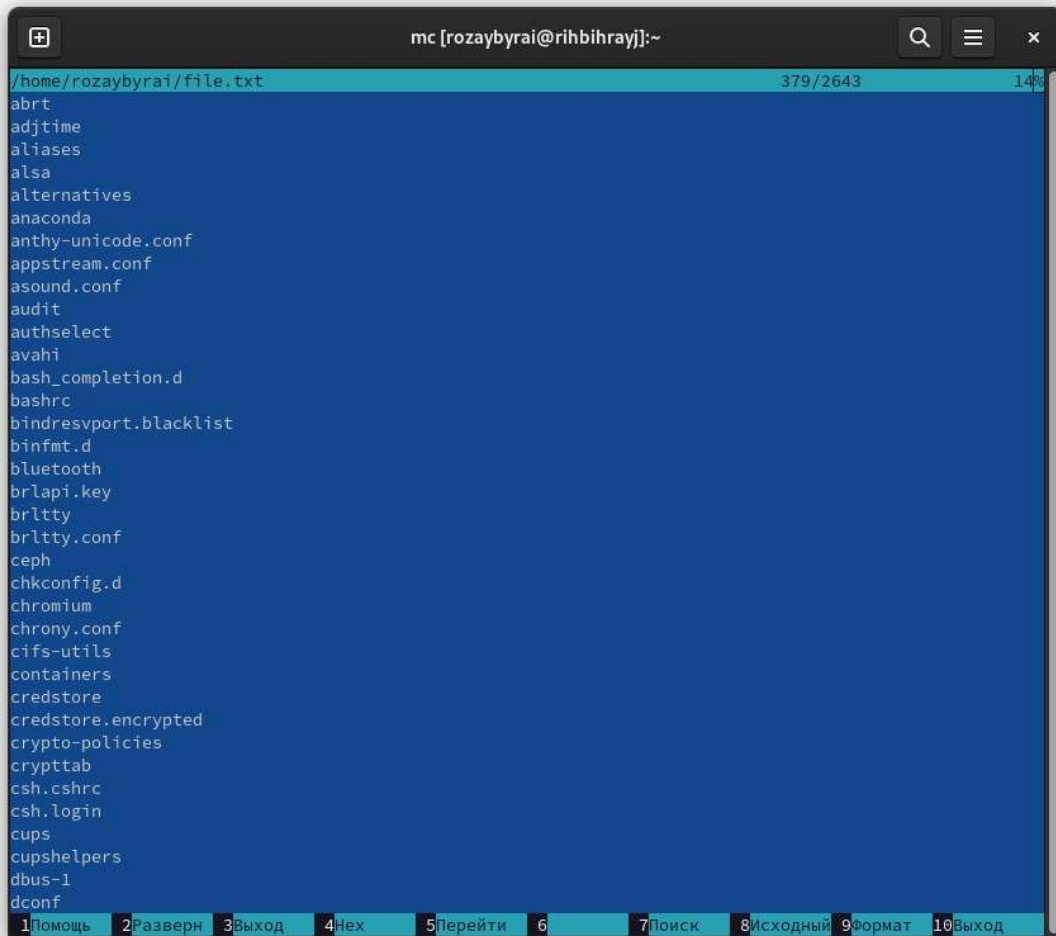 mc [rozaybyrai@rihbihrayj]:~
/home/rozaybyrai/file.txt 379/2643 14%
abrt
adjtime
aliases
alsa
alternatives
anaconda
anthy-unicode.conf
appstream.conf
asound.conf
audit
authselect
avahi
bash_completion.d
bashrc
bindresvport.blacklist
binfmt.d
bluetooth
brlapi.key
brltty
brltty.conf
ceph
chkconfig.d
chromium
chrony.conf
cifs-utils
containers
credstore
credstore.encrypted
crypto-policies
crypttab
csh.cshrc
csh.login
cups
cupshelpers
dbus-1
dconf
1Помощь 2Разверн 3Выход 4Hex 5Перейти 6 7Поиск 8Исходный 9Формат 10Выход